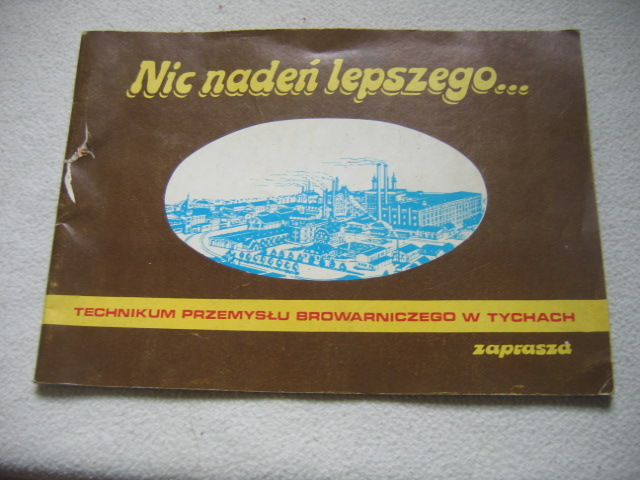 Nic nadeń lepszego...
TECHNIKUM PRZEMYSŁU BROWARNICZEGO W TYCHACH
zaprasza